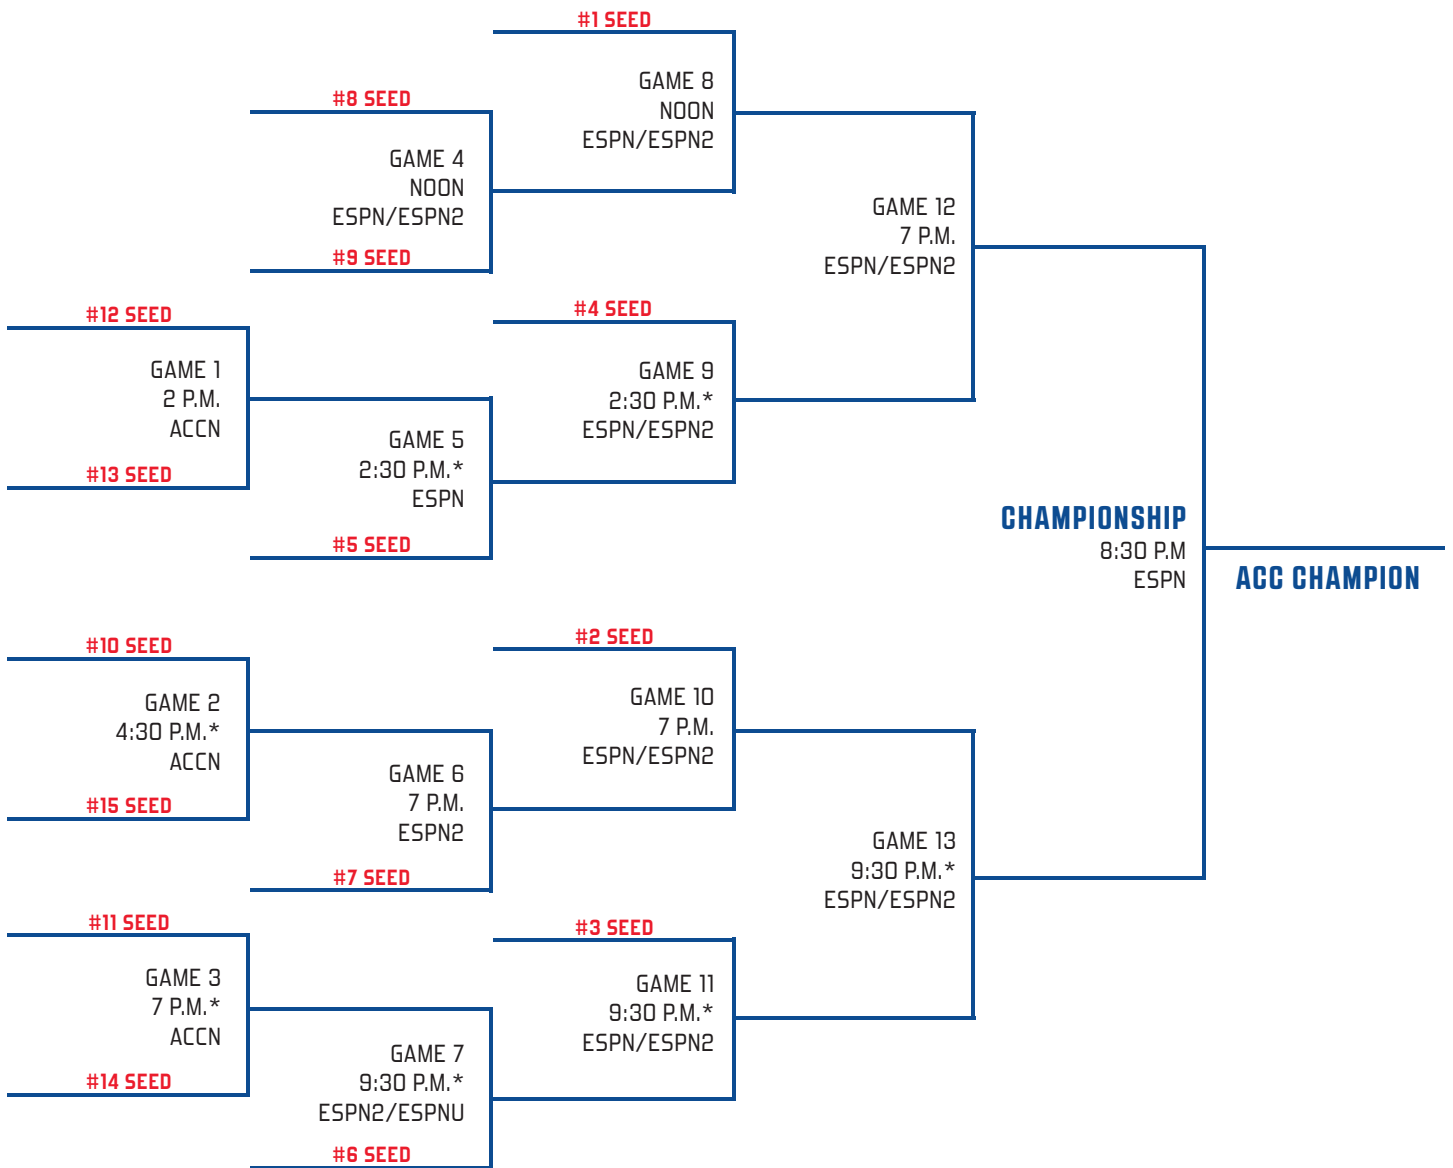 #1 SEED
GAME 8
NOON
ESPN/ESPN2
#8 SEED
GAME 4
NOON
ESPN/ESPN2
#9 SEED
GAME 12
7 P.M.
ESPN/ESPN2
#12 SEED
GAME 1
2 P.M.
ACCN
#13 SEED
#4 SEED
GAME 9
2:30 P.M.*
ESPN/ESPN2
GAME 5
2:30 P.M.*
ESPN
#5 SEED
CHAMPIONSHIP
8:30 P.M
ESPN
ACC CHAMPION
#10 SEED
GAME 2
4:30 P.M.*
ACCN
#15 SEED
#2 SEED
GAME 10
7 P.M.
ESPN/ESPN2
GAME 6
7 P.M.
ESPN2
#7 SEED
GAME 13
9:30 P.M.*
ESPN/ESPN2
#11 SEED
GAME 3
7 P.M.*
ACCN
#14 SEED
#3 SEED
GAME 11
9:30 P.M.*
ESPN/ESPN2
GAME 7
9:30 P.M.*
ESPN2/ESPNU
#6 SEED